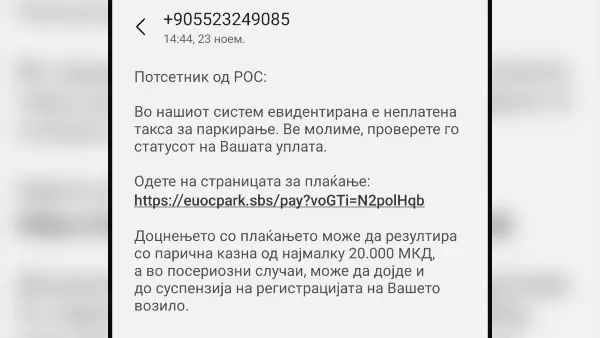 +905523249085
14:44, 23 ноем.
Потсетник од РОС:
Во нашиот систем евидентирана е неплатена
такса за паркирање. Ве молиме, проверете го
статусот на Вашата уплата.
Одете на страницата за плаќање:
https://euocpark.sbs/pay?voGTi=N2polHqb
Доцнењето со плаќањето може да резултира
со парична казна од најмалку 20.000 МКД,
а во посериозни случаи, може да дојде и
до суспензија на регистрацијата на Вашето
возило.